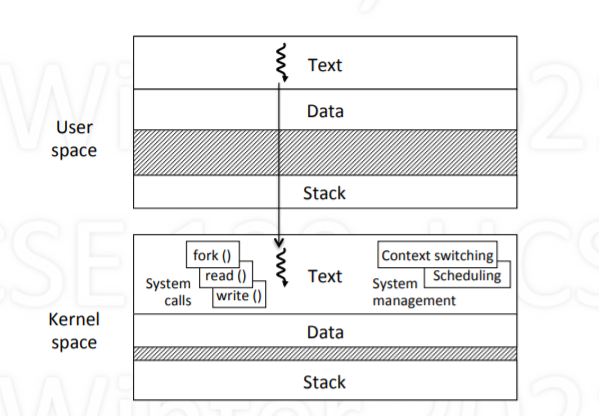 Text
Data
User
space
Stack
fork ()
read ()
write ()
System
calls
Text
Context switching
Scheduling
System
management
Kernel
space
Data
Stack